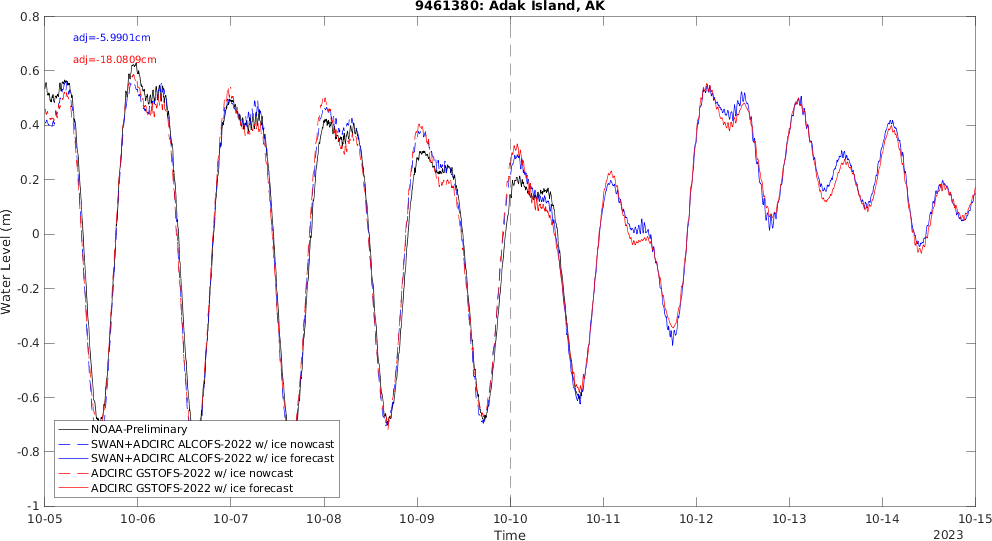 9461380: Adak Island, AK
adj=-5.9901cm
adj=-18.0809cm
Water Level (m)
0.8
0.6
0.4
0.2
0
-0.2
-0.4
-0.6
-0.8
-1
NOAA-Preliminary
SWAN+ADCIRC ALCOFS-2022 w/ ice nowcast
SWAN+ADCIRC ALCOFS-2022 w/ ice forecast
ADCIRC GSTOFS-2022 w/ ice nowcast
ADCIRC GSTOFS-2022 w/ ice forecast
10-05 10-06 10-07 10-08 10-09 10-10 10-11 10-12 10-13 10-14 10-15
Time
2023